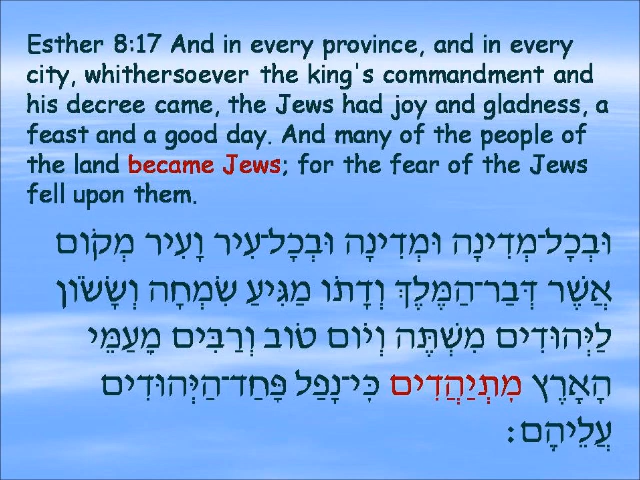 Esther 8:17 And in every province, and in every
city, whithersoever the king's commandment and
his decree came, the Jews had joy and gladness, a
feast and a good day. And many of the people of
the land became Jews; for the fear of the Jews
fell upon them.
וּבְכָל־מְדִינָה וּמְדִינָה וּבְכָל־עִיר וָעִיר מְקוֹם
אֲשֶׁר דְּבַר־הַמֶּלֶךְ וְדָתוֹ מַגִּיעַ שִׂמְחָה וְשָׂשׂוֹן
לַיְּהוּדִים מִשְׁתֶּה וְיוֹם טוֹב וְרַבִּים מֵעַמֵּי
הָאָרֶץ מִתְיַהֲדִים כִּי־נָפַל פַּחַד־הַיְּהוּדִים
עֲלֵיהֶם׃